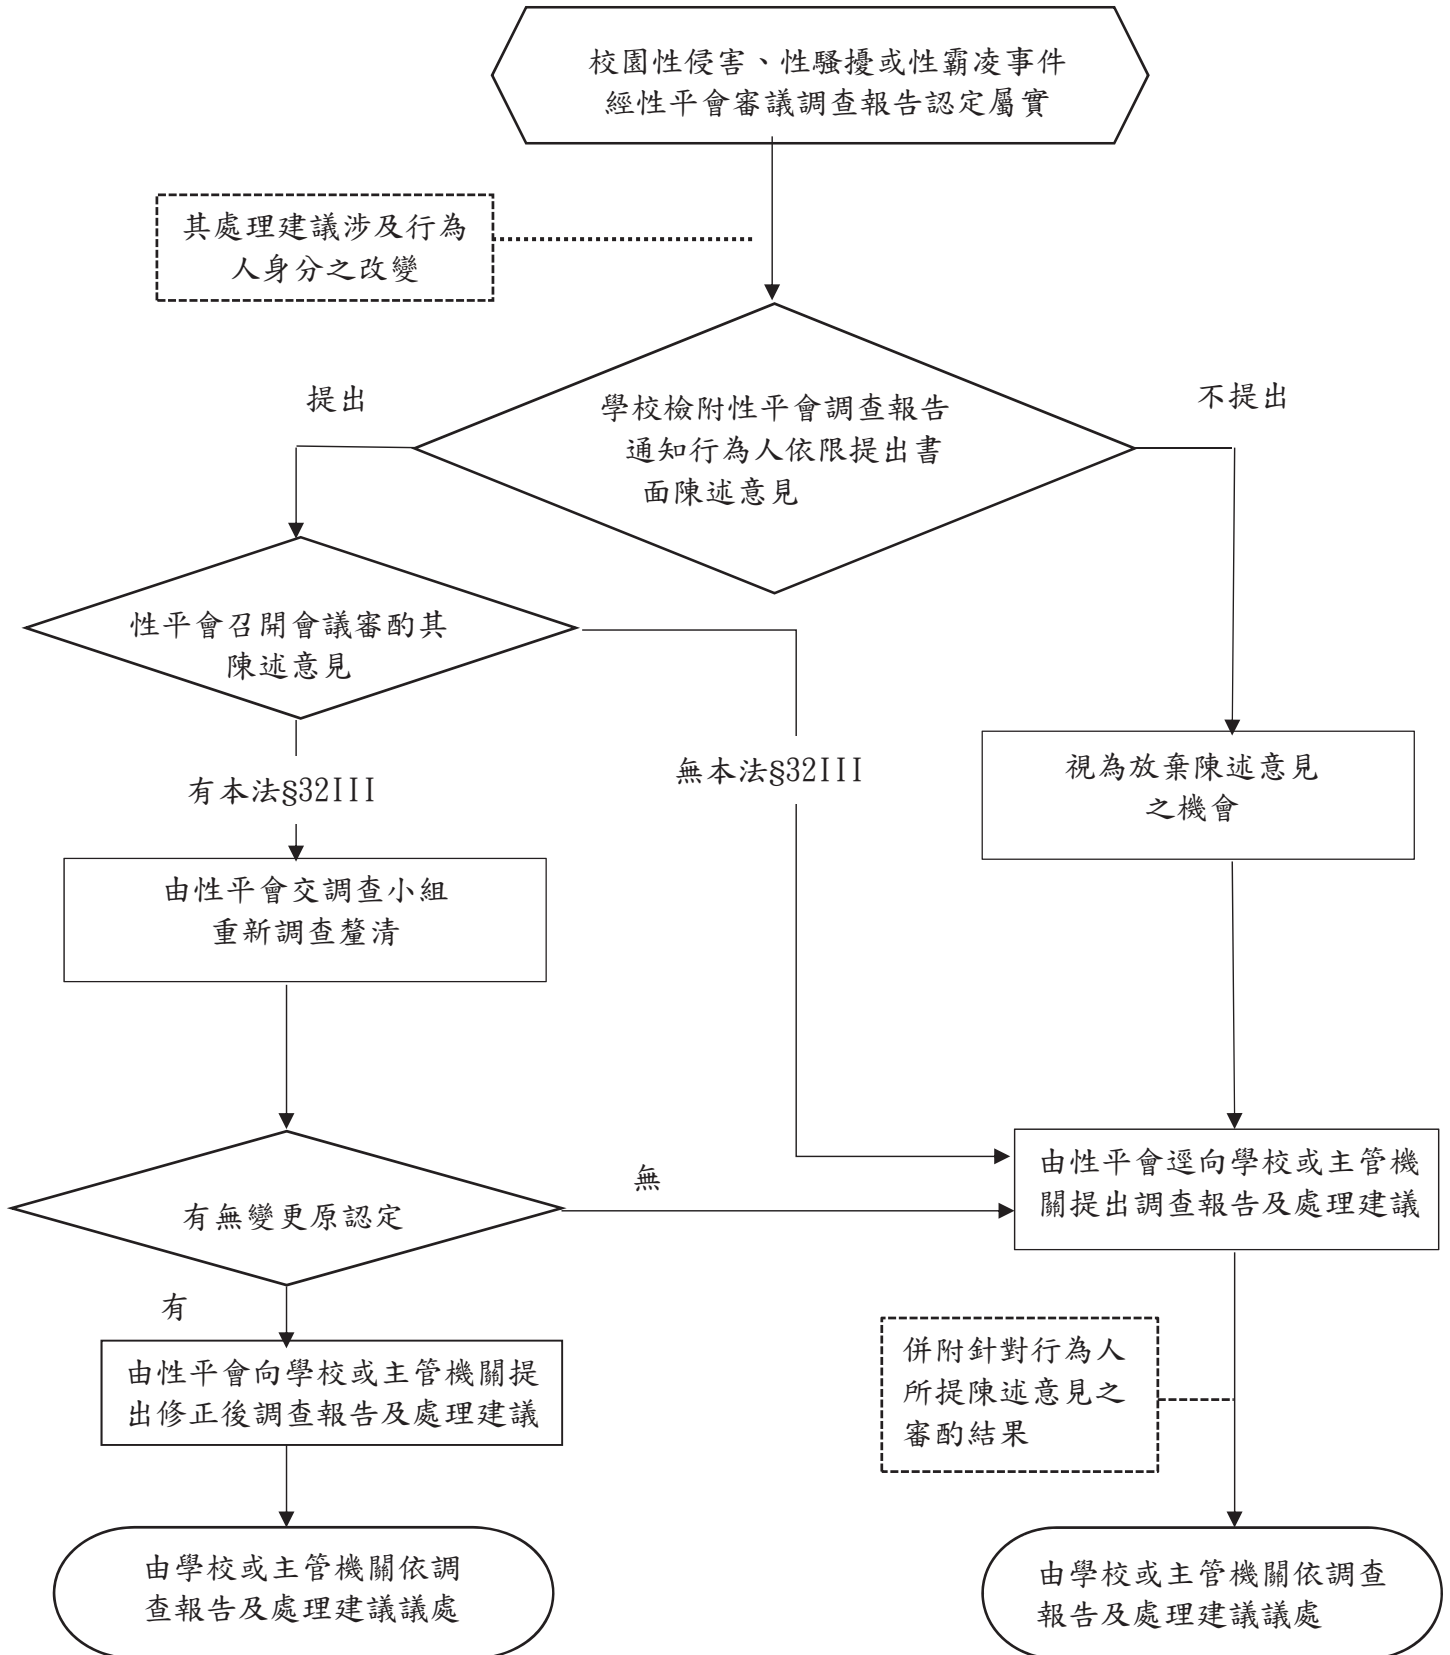 校園性侵害、性騷擾或性霸凌事件
經性平會審議調查報告認定屬實
其處理建議涉及行為
人身分之改變
提出
不提出
學校檢附性平會調查報告
通知行為人依限提出書
面陳述意見
性平會召開會議審酌其
陳述意見
有本法§32III
無本法§32III
視為放棄陳述意見
之機會
由性平會交調查小組
重新調查釐清
有無變更原認定
無
由性平會逕向學校或主管機
關提出調查報告及處理建議
有
由性平會向學校或主管機關提
出修正後調查報告及處理建議
併附針對行為人
所提陳述意見之
審酌結果
由學校或主管機關依調
查報告及處理建議議處
由學校或主管機關依調查
報告及處理建議議處